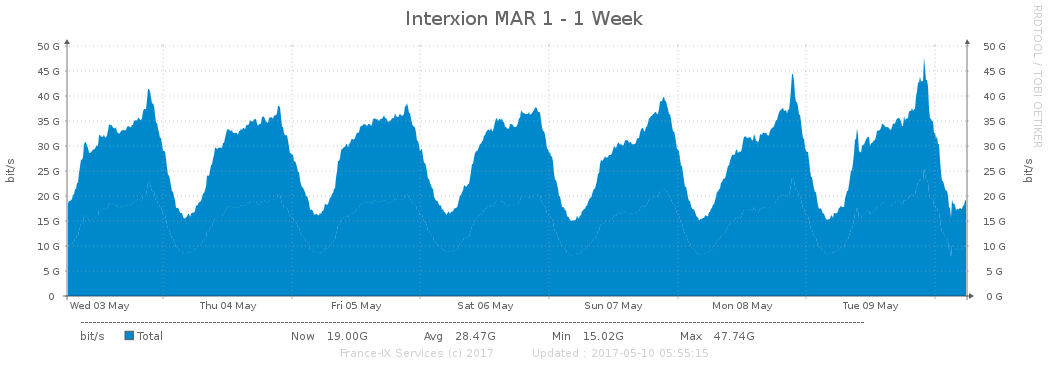 Interxion MAR 1 - 1 Week
RRDTOOL / TOBI OETIKER
50 G 50 G
45 G 45 G
40 G 40 G
35 G 35 G
30 G 30 G
25 G 25 G
20 G 20 G
15 G 15 G
10 G 10 G
5 G 5 G
0 0 G
bit/s bit/s
Wed 03 May Thu 04 May Fri 05 May Sat 06 May Sun 07 May Mon 08 May Tue 09 May
bit/s Total Now 19.00G Avg 28.47G Min 15.02G Max 47.74G
France-IX Services (c) 2017 Updated : 2017-05-10 05:55:15